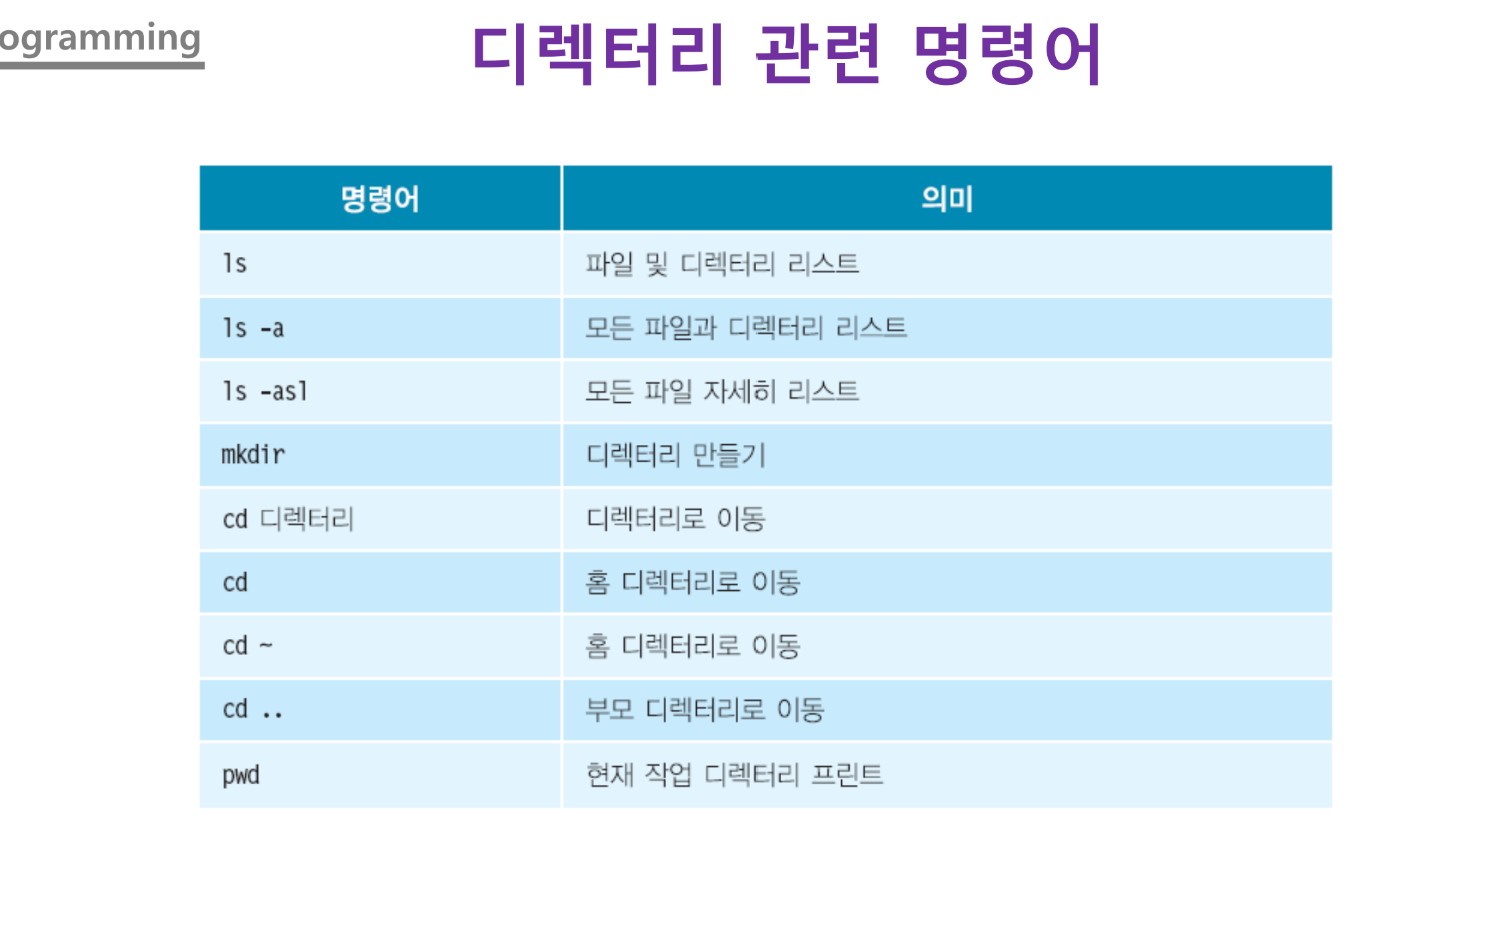 ogramming
디렉터리 관련 명령어
명령어 의미
ls 파일 및 디렉터리 리스트
ls -a 모든 파일과 디렉터리 리스트
ls -asl 모든 파일 자세히 리스트
mkdir 디렉터리 만들기
cd 디렉터리 디렉터리로 이동
cd 홈 디렉터리로 이동
cd ~ 홈 디렉터리로 이동
cd .. 부모 디렉터리로 이동
pwd 현재 작업 디렉터리 프린트